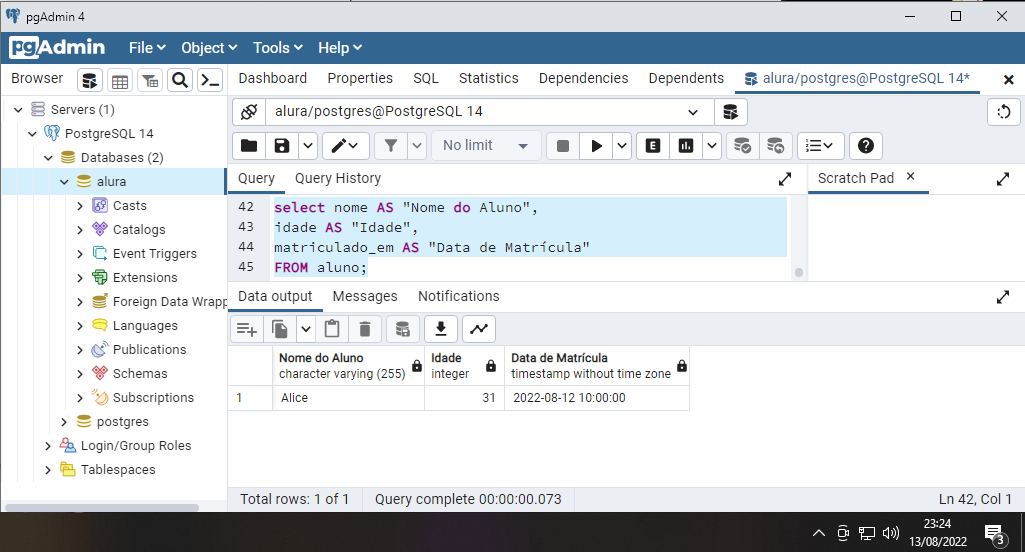 pgAdmin 4
pgAdmin File Object Tools Help
Browser
Dashboard Properties SQL Statistics Dependencies Dependents alura/postgres@PostgreSQL 14*
Servers (1)
PostgreSQL 14
Databases (2)
alura
Casts
Catalogs
Event Triggers
Extensions
Foreign Data Wrapp
Languages
Publications
Schemas
Subscriptions
postgres
Login/Group Roles
Tablespaces
alura/postgres@PostgreSQL 14
No limit
E
Query Query History
Scratch Pad
42 select nome AS "Nome do Aluno",
43 idade AS "Idade",
44 matriculado_em AS "Data de Matrícula"
45 FROM aluno;
Data output Messages Notifications
Nome do Aluno Idade Data de Matrícula
character varying (255) integer timestamp without time zone
1 Alice 31 2022-08-12 10:00:00
Total rows: 1 of 1 Query complete 00:00:00.073 Ln 42, Col 1
23:24
13/08/2022
3